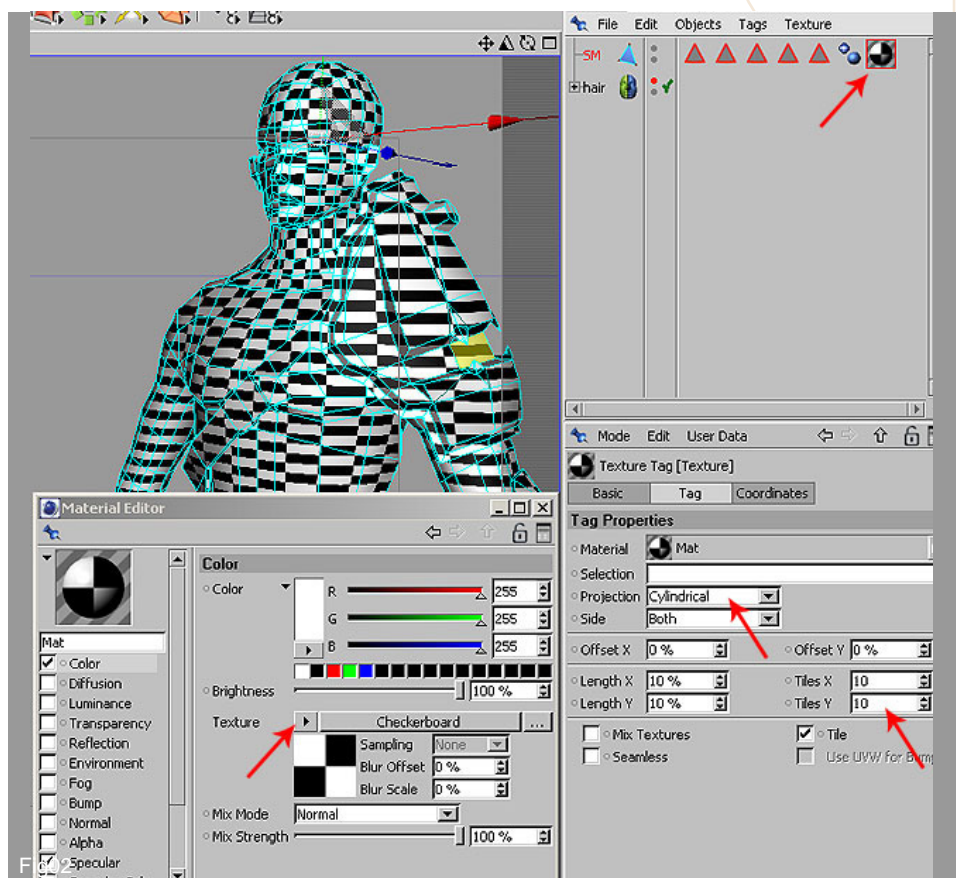 File Edit Objects Tags Texture
SM
hair
Mode Edit User Data
Texture Tag [Texture]
Basic Tag Coordinates
Tag Properties
Material Mat
Selection
Projection Cylindrical
Side Both
Offset X 0 % Offset Y 0 %
Length X 10 % Tiles X 10
Length Y 10 % Tiles Y 10
Mix Textures Tile
Seamless Use UVW for Bump
Material Editor
Mat
Color
Diffusion
Luminance
Transparency
Reflection
Environment
Fog
Bump
Normal
Alpha
Specular
Color
Color R 255
G 255
B 255
Brightness 100 %
Texture Checkerboard ...
Sampling None
Blur Offset 0 %
Blur Scale 0 %
Mix Mode Normal
Mix Strength 100 %
Fig02